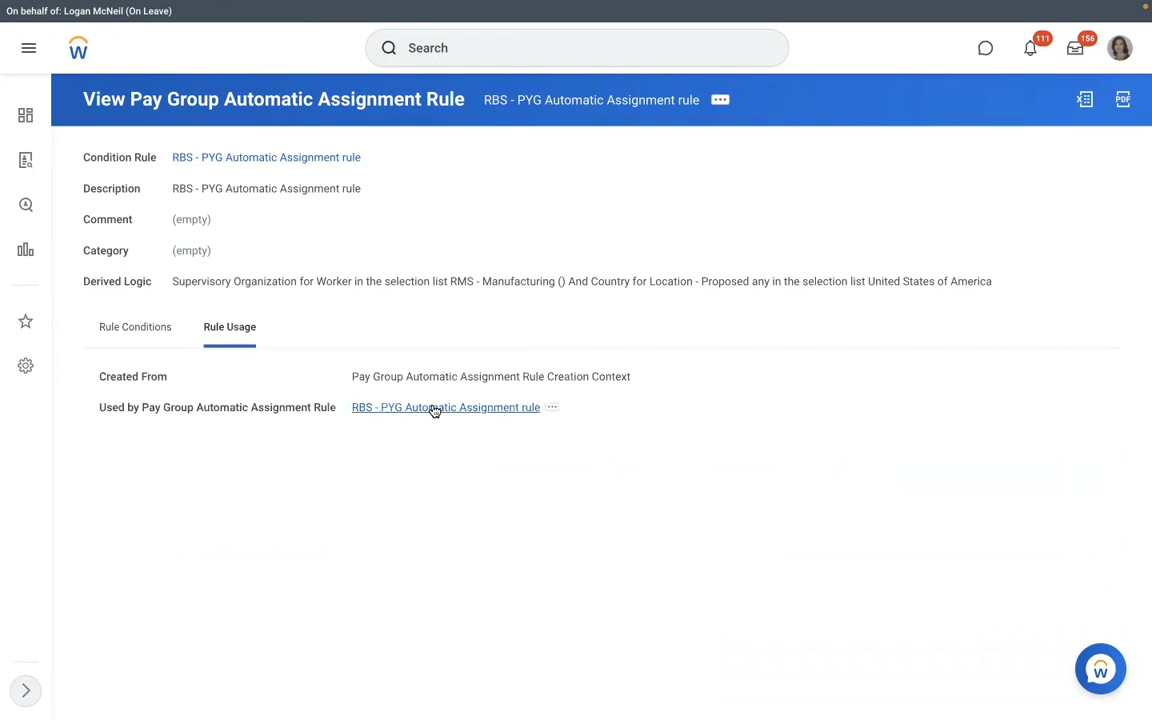 On behalf of: Logan McNeil (On Leave)
Search
111
156
View Pay Group Automatic Assignment Rule RBS - PYG Automatic Assignment rule
PDF
Condition Rule RBS - PYG Automatic Assignment rule
Description RBS - PYG Automatic Assignment rule
Comment (empty)
Category (empty)
Derived Logic Supervisory Organization for Worker in the selection list RMS - Manufacturing () And Country for Location - Proposed any in the selection list United States of America
Rule Conditions Rule Usage
Created From Pay Group Automatic Assignment Rule Creation Context
Used by Pay Group Automatic Assignment Rule RBS - PYG Automatic Assignment rule